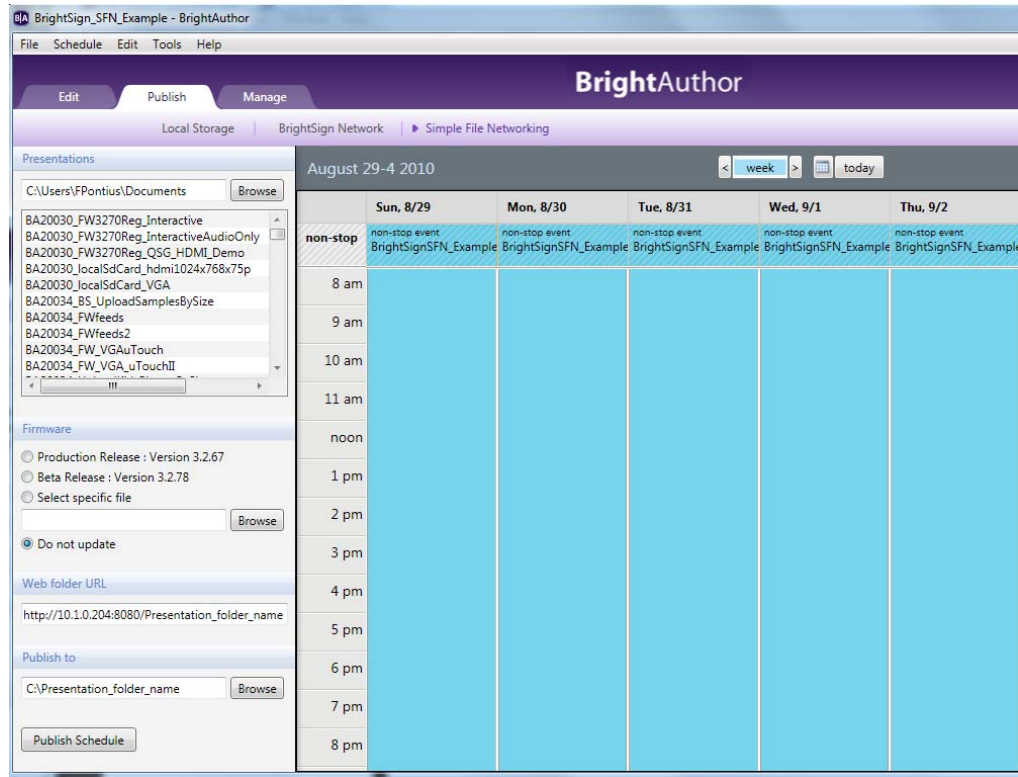 BrightSign_SFN_Example - BrightAuthor
File Schedule Edit Tools Help
BrightAuthor
Edit Publish Manage
Local Storage BrightSign Network Simple File Networking
Presentations
C:\Users\FPontius\Documents Browse
BA20030_FW3270Reg_Interactive
BA20030_FW3270Reg_InteractiveAudioOnly
BA20030_FW3270Reg_QSG_HDMI_Demo
BA20030_localSdCard_hdmi1024x768x75p
BA20030_localSdCard_VGA
BA20034_BS_UploadSamplesBySize
BA20034_FWfeeds
BA20034_FWfeeds2
BA20034_FW_VGAuTouch
BA20034_FW_VGA_uTouchII
Firmware
Production Release : Version 3.2.67
Beta Release : Version 3.2.78
Select specific file
Browse
Do not update
Web folder URL
http://10.1.0.204:8080/Presentation_folder_name
Publish to
C:\Presentation_folder_name Browse
Publish Schedule
August 29-4 2010 < week > today
Sun, 8/29 Mon, 8/30 Tue, 8/31 Wed, 9/1 Thu, 9/2
non-stop
non-stop event non-stop event non-stop event non-stop event non-stop event
BrightSignSFN_Example BrightSignSFN_Example BrightSignSFN_Example BrightSignSFN_Example BrightSignSFN_Example
8 am
9 am
10 am
11 am
noon
1 pm
2 pm
3 pm
4 pm
5 pm
6 pm
7 pm
8 pm